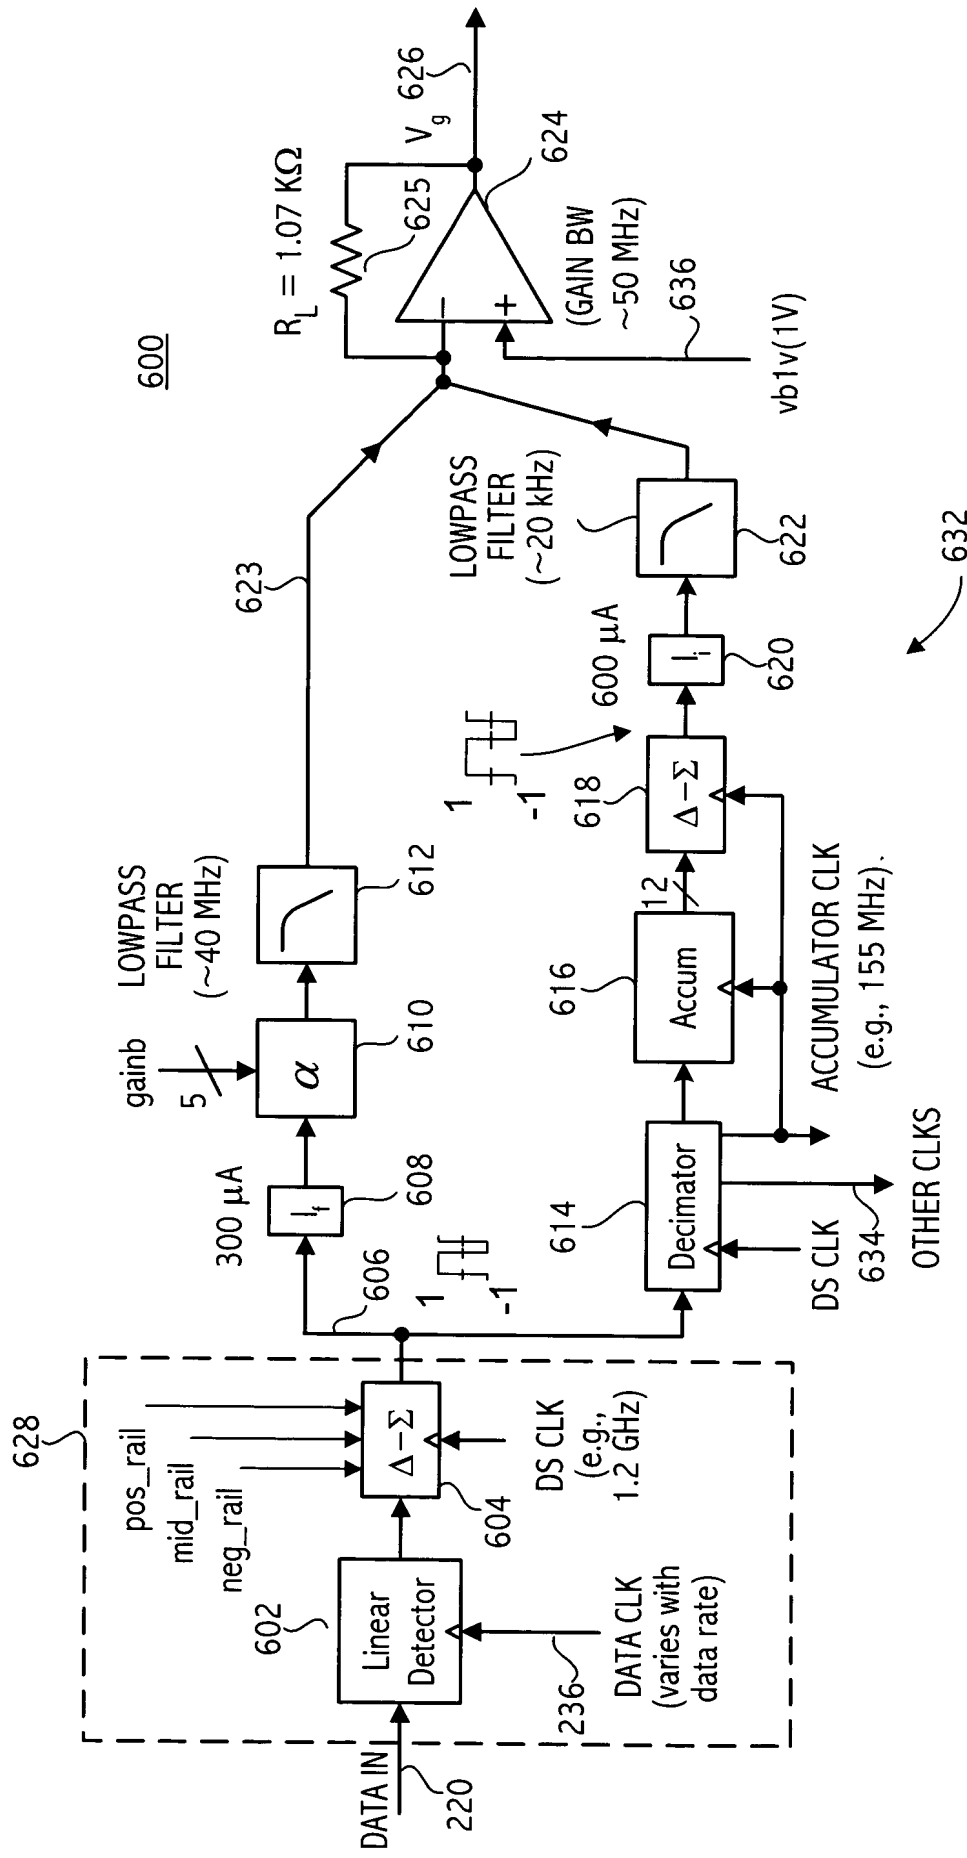 600
628
pos_rail
mid_rail
neg_rail
DATA IN
220
602
Linear
Detector
236
DATA CLK
(varies with
data rate)
Δ–Σ
604
DS CLK
(e.g.,
1.2 GHz)
606
1
-1
300 μA
If
608
gainb
5
α
610
LOWPASS
FILTER
(~40 MHz)
612
623
614
Decimator
DS CLK
634
OTHER CLKS
616
Accum
12
ACCUMULATOR CLK
(e.g., 155 MHz).
618
Δ–Σ
1
-1
600 μA
Ii
620
LOWPASS
FILTER
(~20 kHz)
622
632
RL = 1.07 KΩ
625
–
+
624
(GAIN BW
~50 MHz)
636
vb1v(1V)
Vg
626